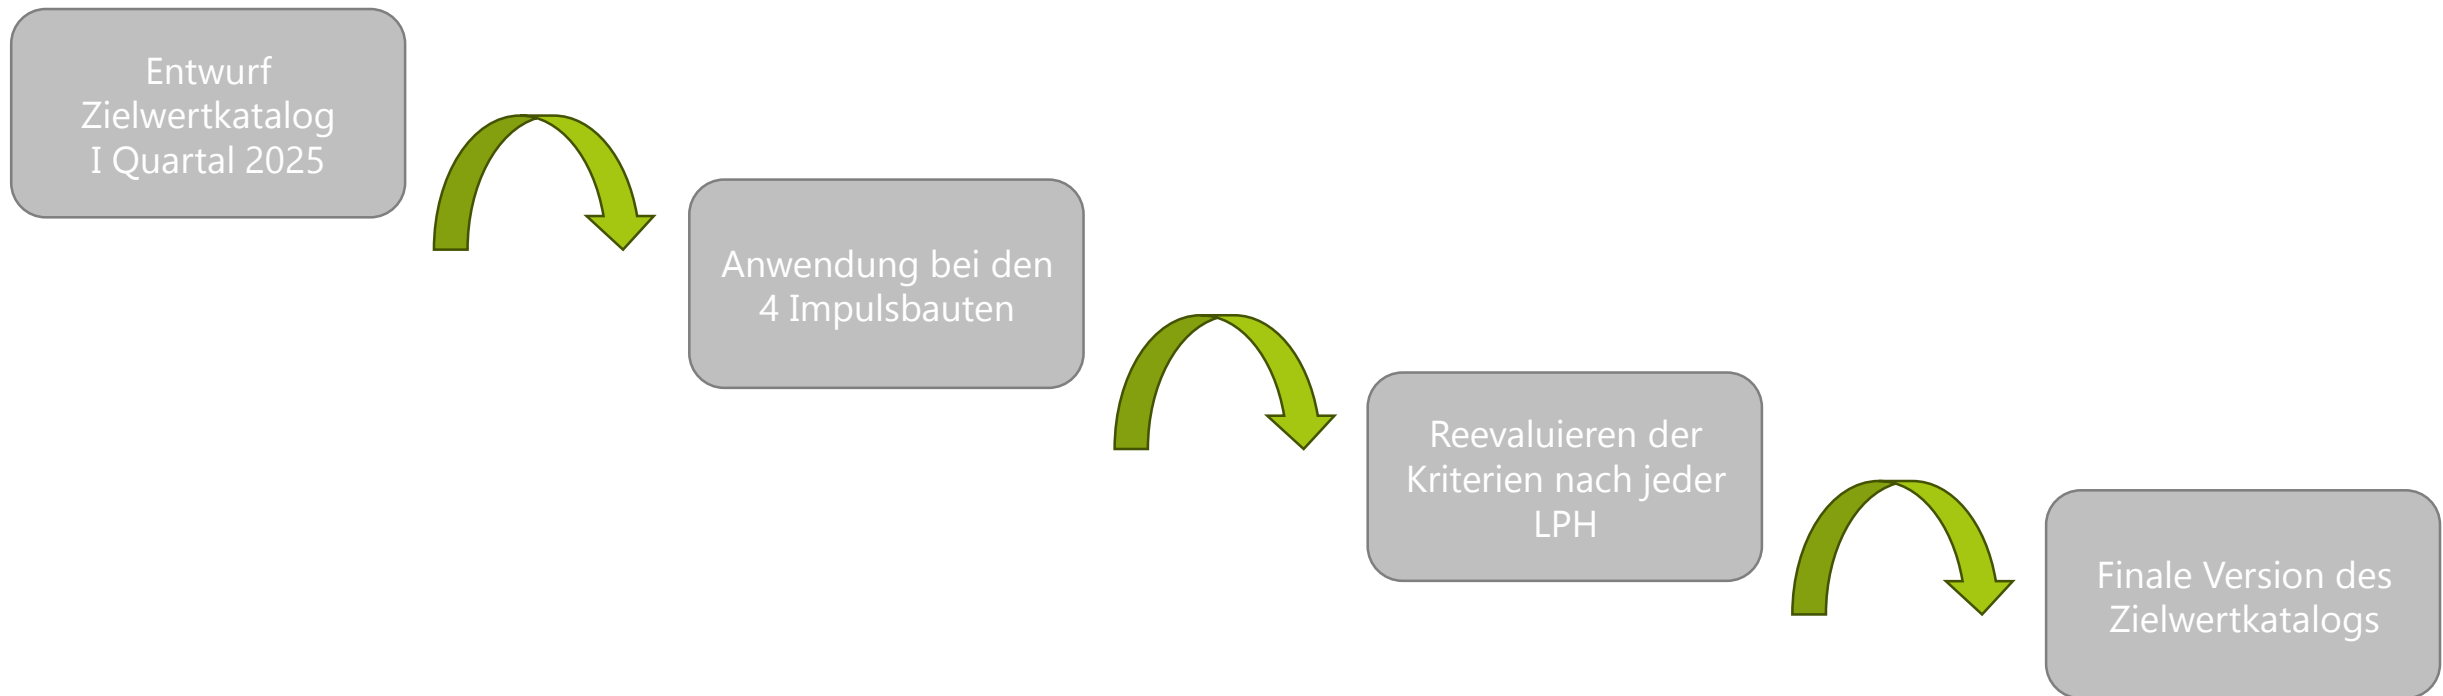 Entwurf
Zielwertkatalog
I Quartal 2025
Anwendung bei den
4 Impulsbauten
Reevaluieren der
Kriterien nach jeder
LPH
Finale Version des
Zielwertkatalogs